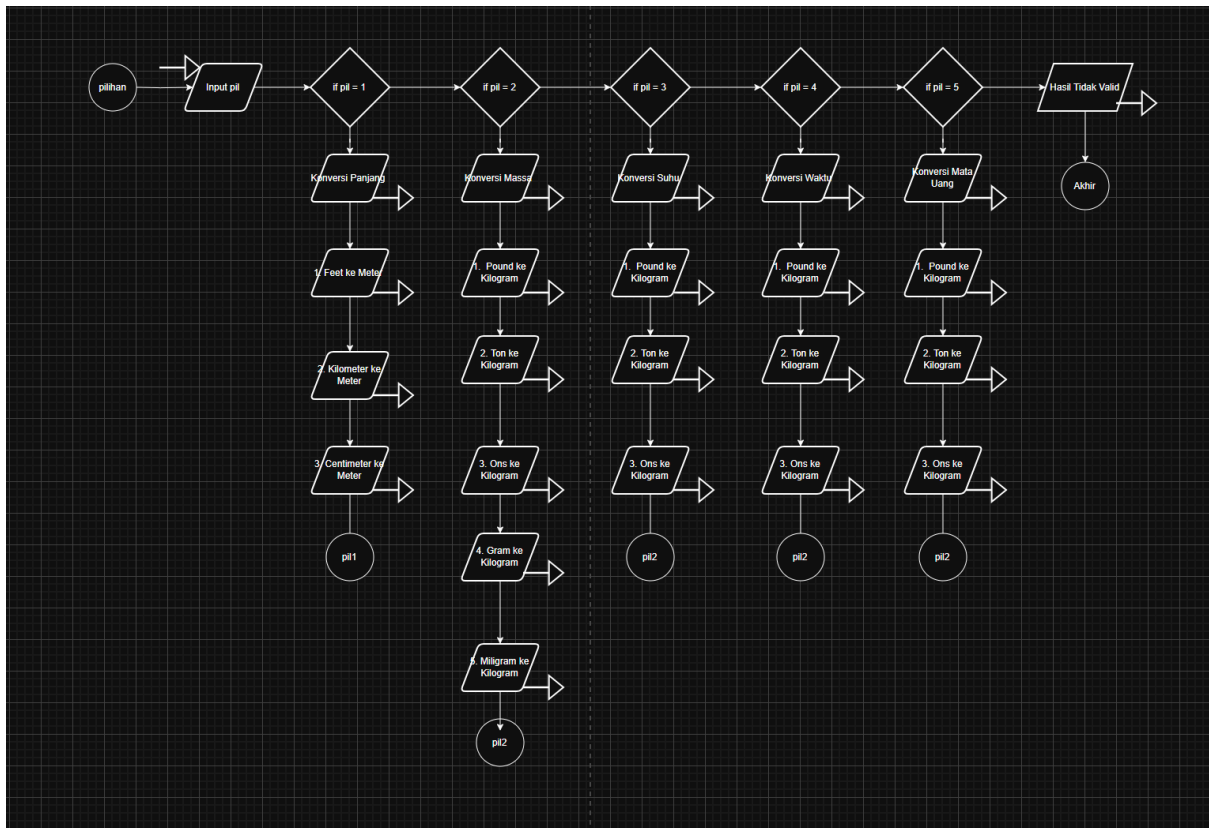 pilihan
Input pil
if pil = 1
if pil = 2
if pil = 3
if pil = 4
if pil = 5
Hasil Tidak Valid
Konversi Panjang
Konversi Massa
Konversi Suhu
Konversi Waktu
Konversi Mata
Uang
Akhir
1. Feet ke Meter
1. Pound ke
Kilogram
1. Pound ke
Kilogram
1. Pound ke
Kilogram
1. Pound ke
Kilogram
2. Kilometer ke
Meter
2. Ton ke
Kilogram
2. Ton ke
Kilogram
2. Ton ke
Kilogram
2. Ton ke
Kilogram
3. Centimeter ke
Meter
3. Ons ke
Kilogram
3. Ons ke
Kilogram
3. Ons ke
Kilogram
3. Ons ke
Kilogram
pil1
4. Gram ke
Kilogram
pil2
pil2
pil2
5. Miligram ke
Kilogram
pil2